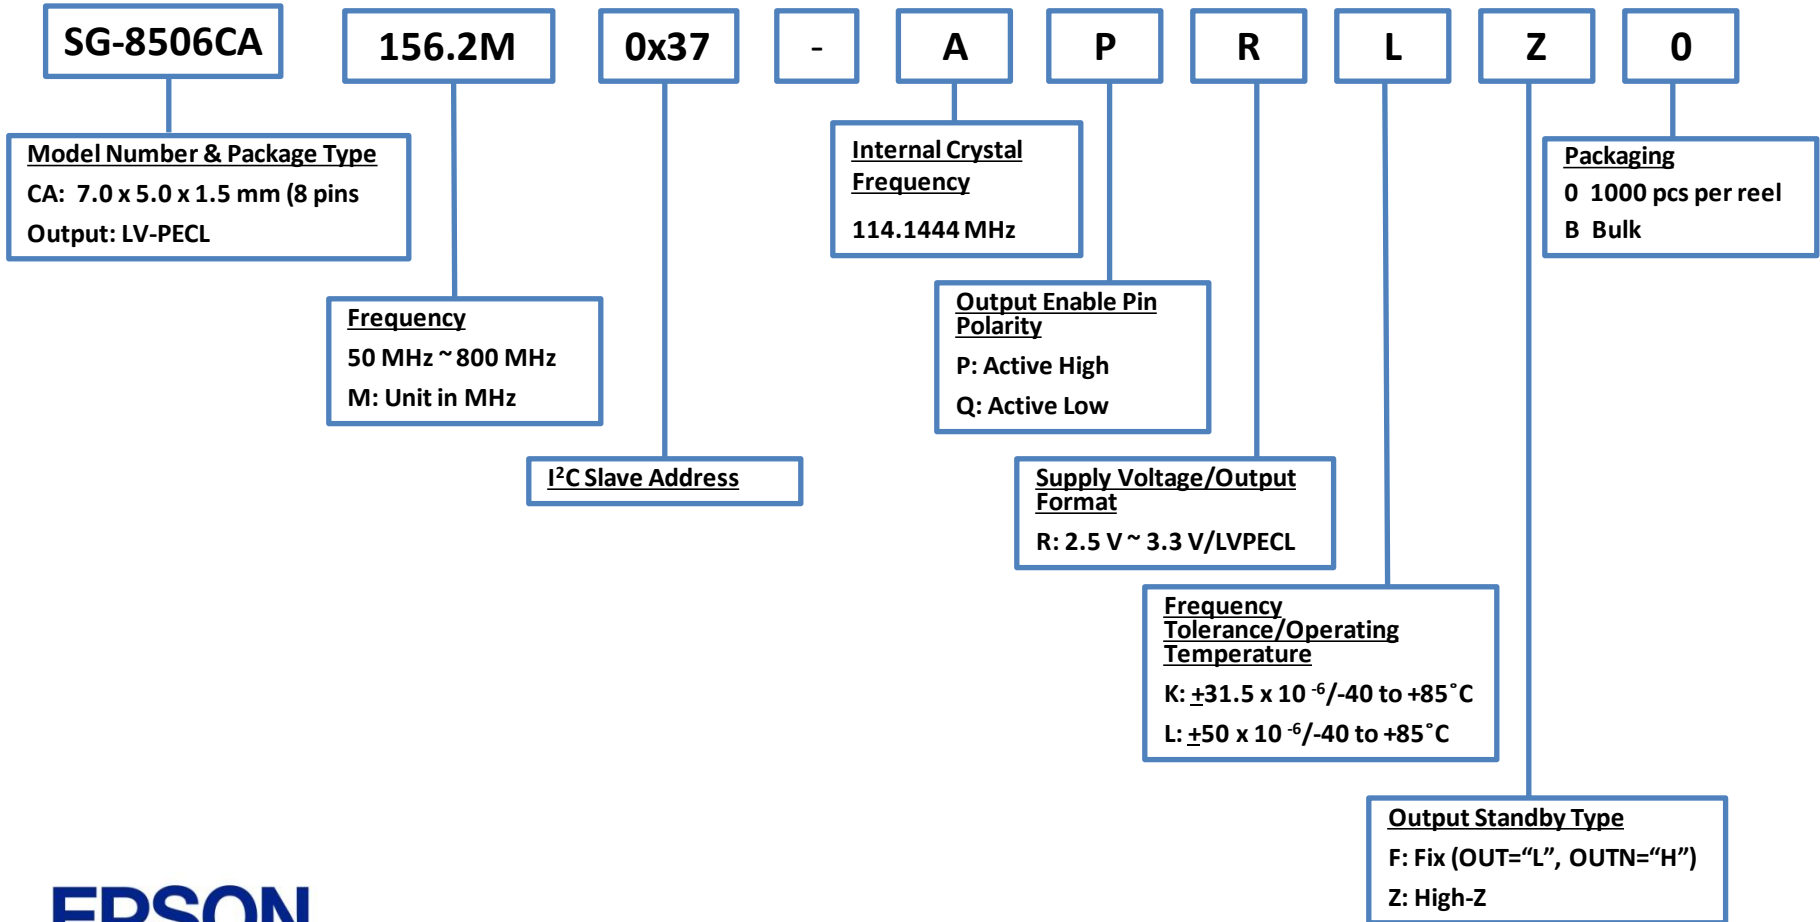 SG-8506CA 156.2M 0x37 - A P R L Z 0
Model Number & Package Type
CA: 7.0 x 5.0 x 1.5 mm (8 pins
Output: LV-PECL
Internal Crystal
Frequency
114.1444 MHz
Packaging
0 1000 pcs per reel
B Bulk
Frequency
50 MHz ~ 800 MHz
M: Unit in MHz
Output Enable Pin
Polarity
P: Active High
Q: Active Low
I²C Slave Address
Supply Voltage/Output
Format
R: 2.5 V ~ 3.3 V/LVPECL
Frequency
Tolerance/Operating
Temperature
K: ±31.5 x 10 ⁻⁶/-40 to +85˚C
L: ±50 x 10 ⁻⁶/-40 to +85˚C
Output Standby Type
F: Fix (OUT=“L”, OUTN=“H”)
Z: High-Z
EPSON